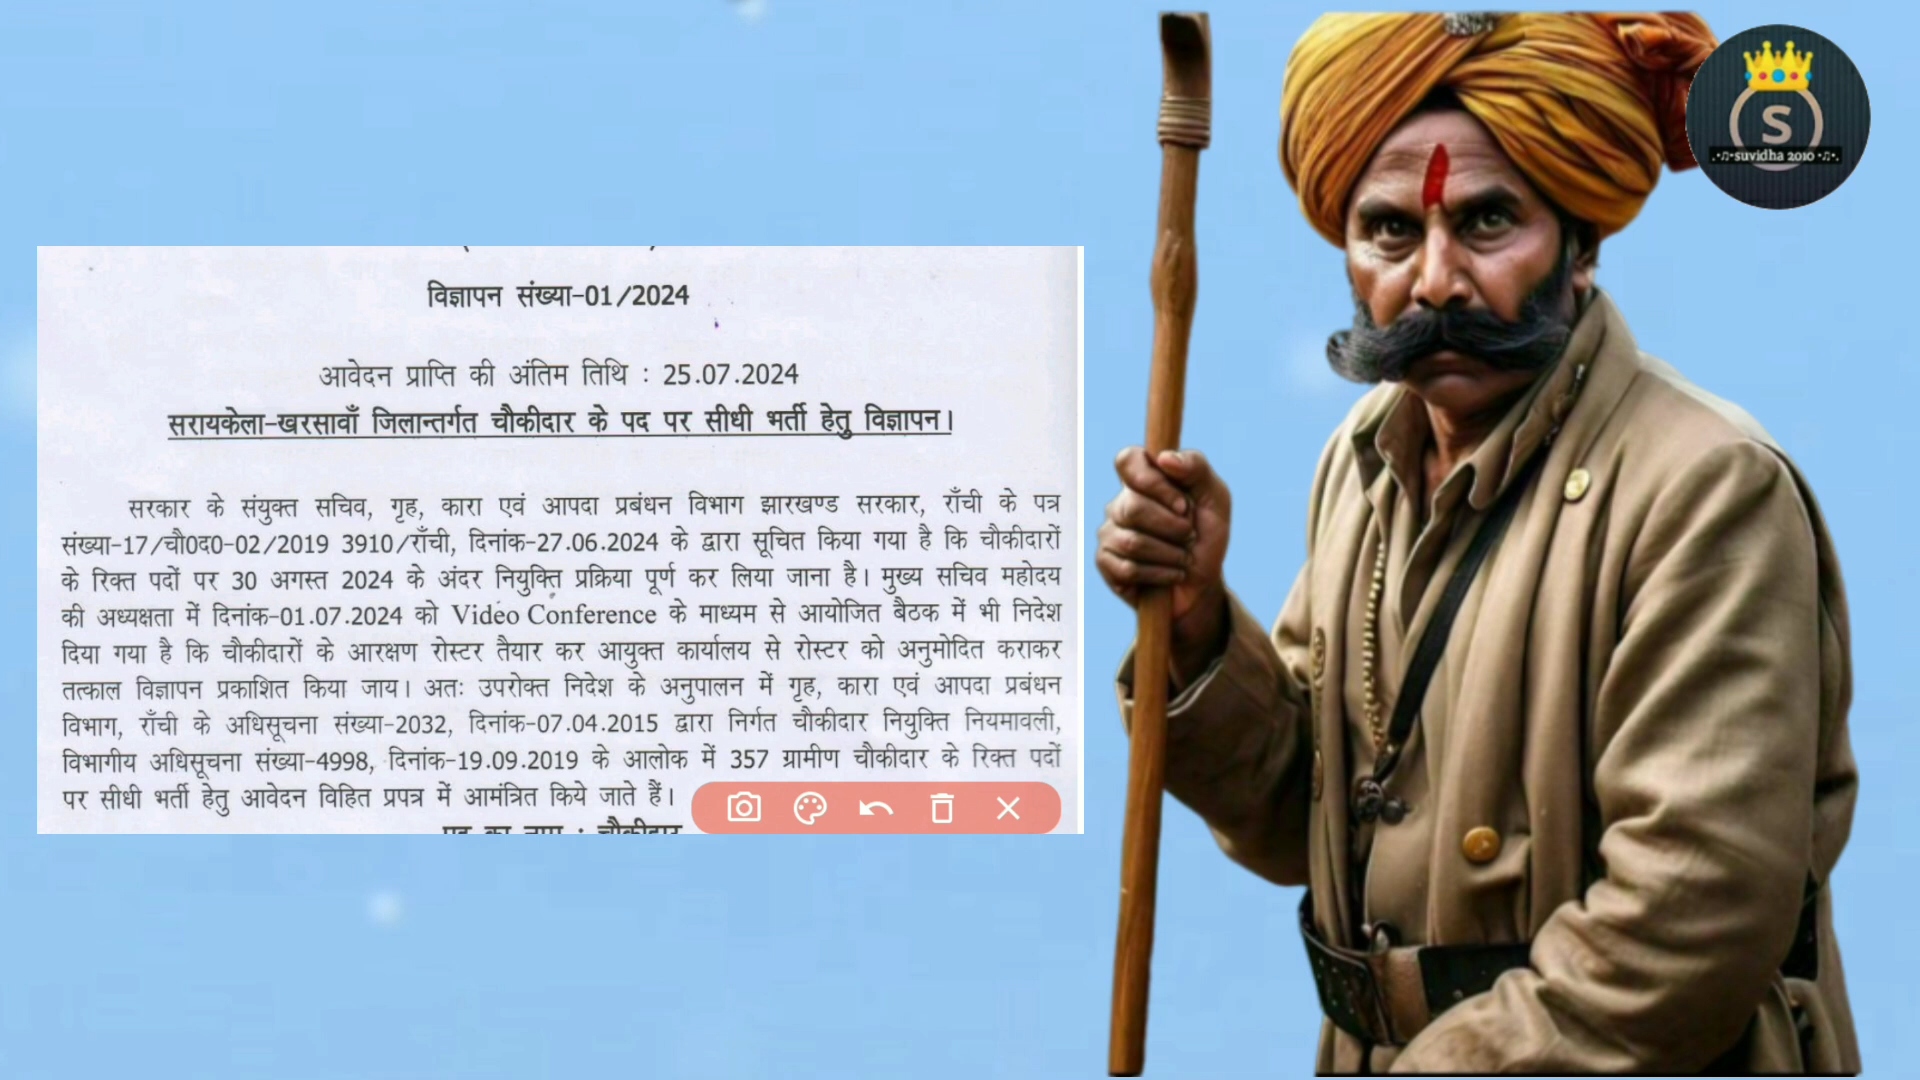 विज्ञापन संख्या-01/2024
आवेदन प्राप्ति की अंतिम तिथि : 25.07.2024
सरायकेला-खरसावाँ जिलान्तर्गत चौकीदार के पद पर सीधी भर्ती हेतु विज्ञापन।
सरकार के संयुक्त सचिव, गृह, कारा एवं आपदा प्रबंधन विभाग झारखण्ड सरकार, राँची के पत्र
संख्या-17/चौ0द0-02/2019 3910/राँची, दिनांक-27.06.2024 के द्वारा सूचित किया गया है कि चौकीदारों
के रिक्त पदों पर 30 अगस्त 2024 के अंदर नियुक्ति प्रक्रिया पूर्ण कर लिया जाना है। मुख्य सचिव महोदय
की अध्यक्षता में दिनांक-01.07.2024 को Video Conference के माध्यम से आयोजित बैठक में भी निदेश
दिया गया है कि चौकीदारों के आरक्षण रोस्टर तैयार कर आयुक्त कार्यालय से रोस्टर को अनुमोदित कराकर
तत्काल विज्ञापन प्रकाशित किया जाय। अतः उपरोक्त निदेश के अनुपालन में गृह, कारा एवं आपदा प्रबंधन
विभाग, राँची के अधिसूचना संख्या-2032, दिनांक-07.04.2015 द्वारा निर्गत चौकीदार नियुक्ति नियमावली,
विभागीय अधिसूचना संख्या-4998, दिनांक-19.09.2019 के आलोक में 357 ग्रामीण चौकीदार के रिक्त पदों
पर सीधी भर्ती हेतु आवेदन विहित प्रपत्र में आमंत्रित किये जाते हैं।
पद का नाम : चौकीदार
S
.•♫•suvidha 2010 •♫•.